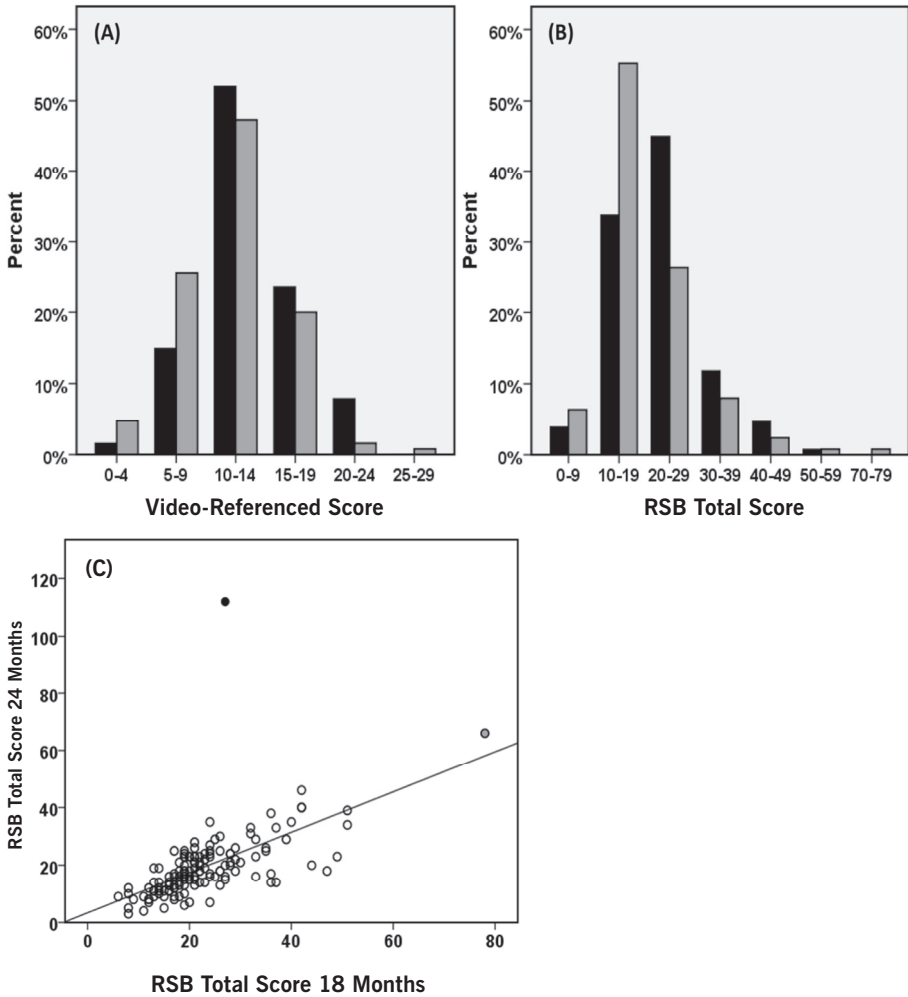 (A)
60%
50%
40%
30%
20%
10%
0%
Percent
0-4 5-9 10-14 15-19 20-24 25-29
Video-Referenced Score
(B)
60%
50%
40%
30%
20%
10%
0%
Percent
0-9 10-19 20-29 30-39 40-49 50-59 70-79
RSB Total Score
(C)
120
100
80
60
40
20
0
RSB Total Score 24 Months
0 20 40 60 80
RSB Total Score 18 Months